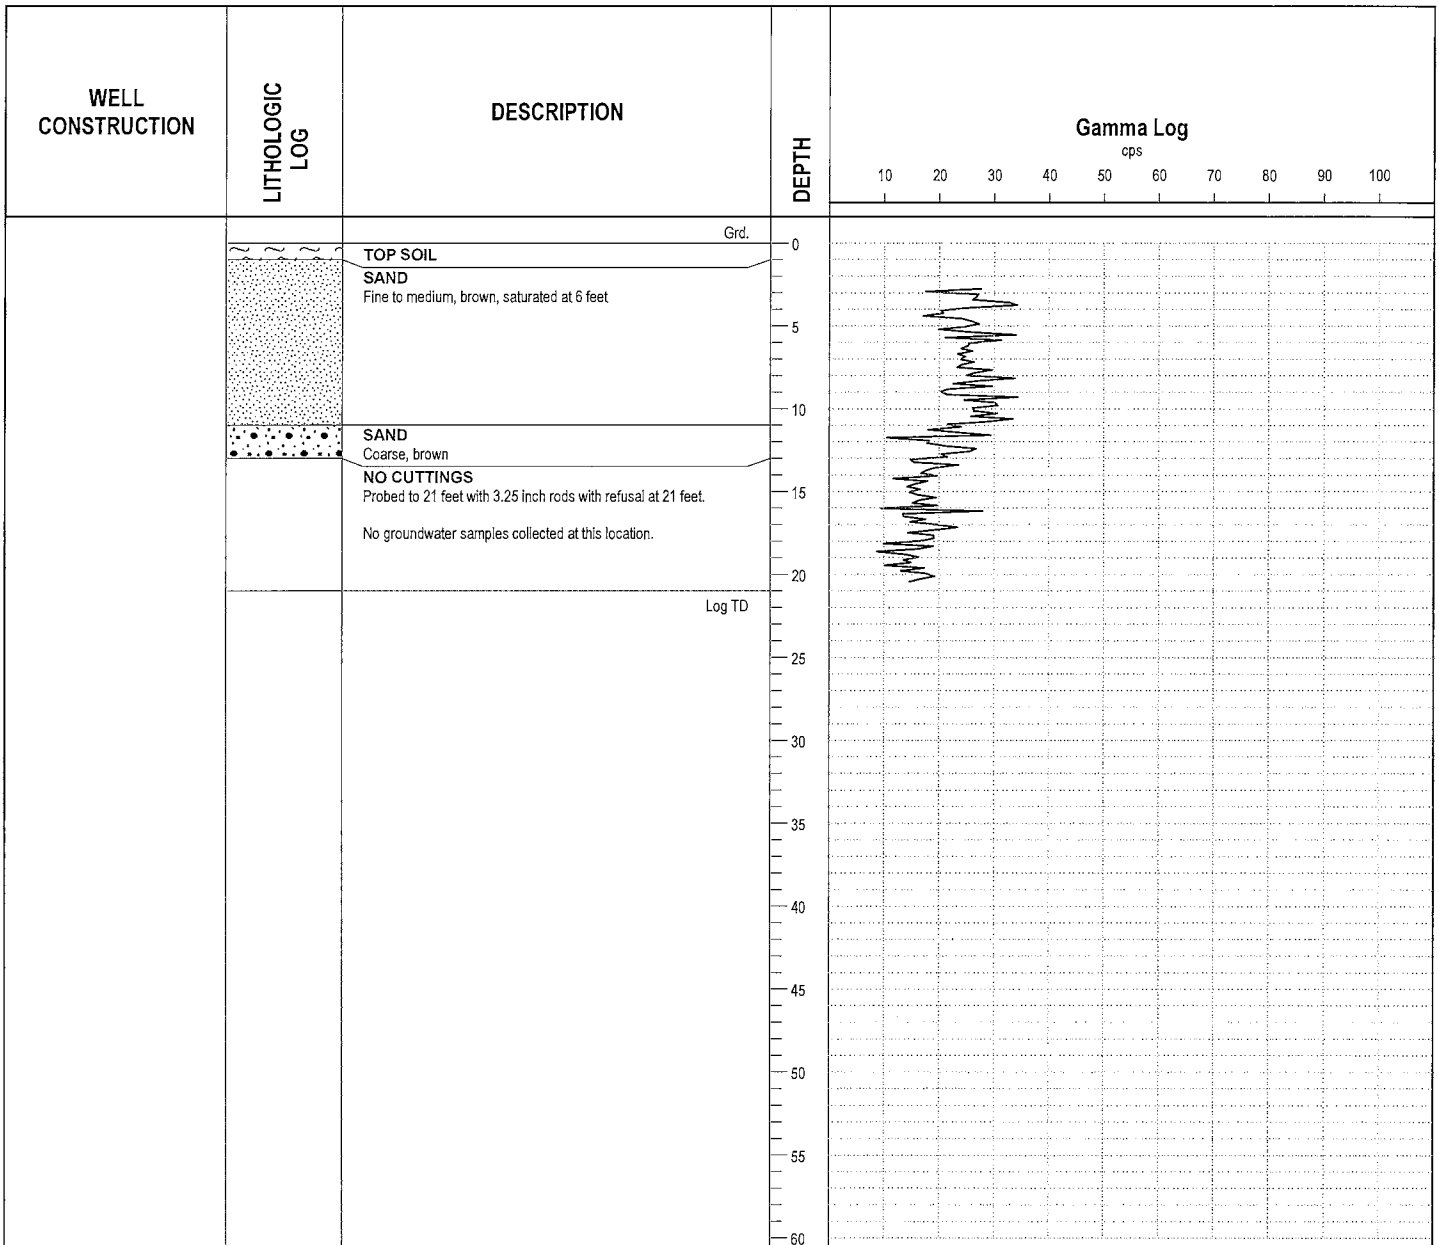 WELL
CONSTRUCTION
LITHOLOGIC
LOG
DESCRIPTION
DEPTH
Gamma Log
cps
10 20 30 40 50 60 70 80 90 100
Grd.
0
TOP SOIL
SAND
Fine to medium, brown, saturated at 6 feet
5
10
SAND
Coarse, brown
NO CUTTINGS
Probed to 21 feet with 3.25 inch rods with refusal at 21 feet.
15
No groundwater samples collected at this location.
20
Log TD
25
30
35
40
45
50
55
60